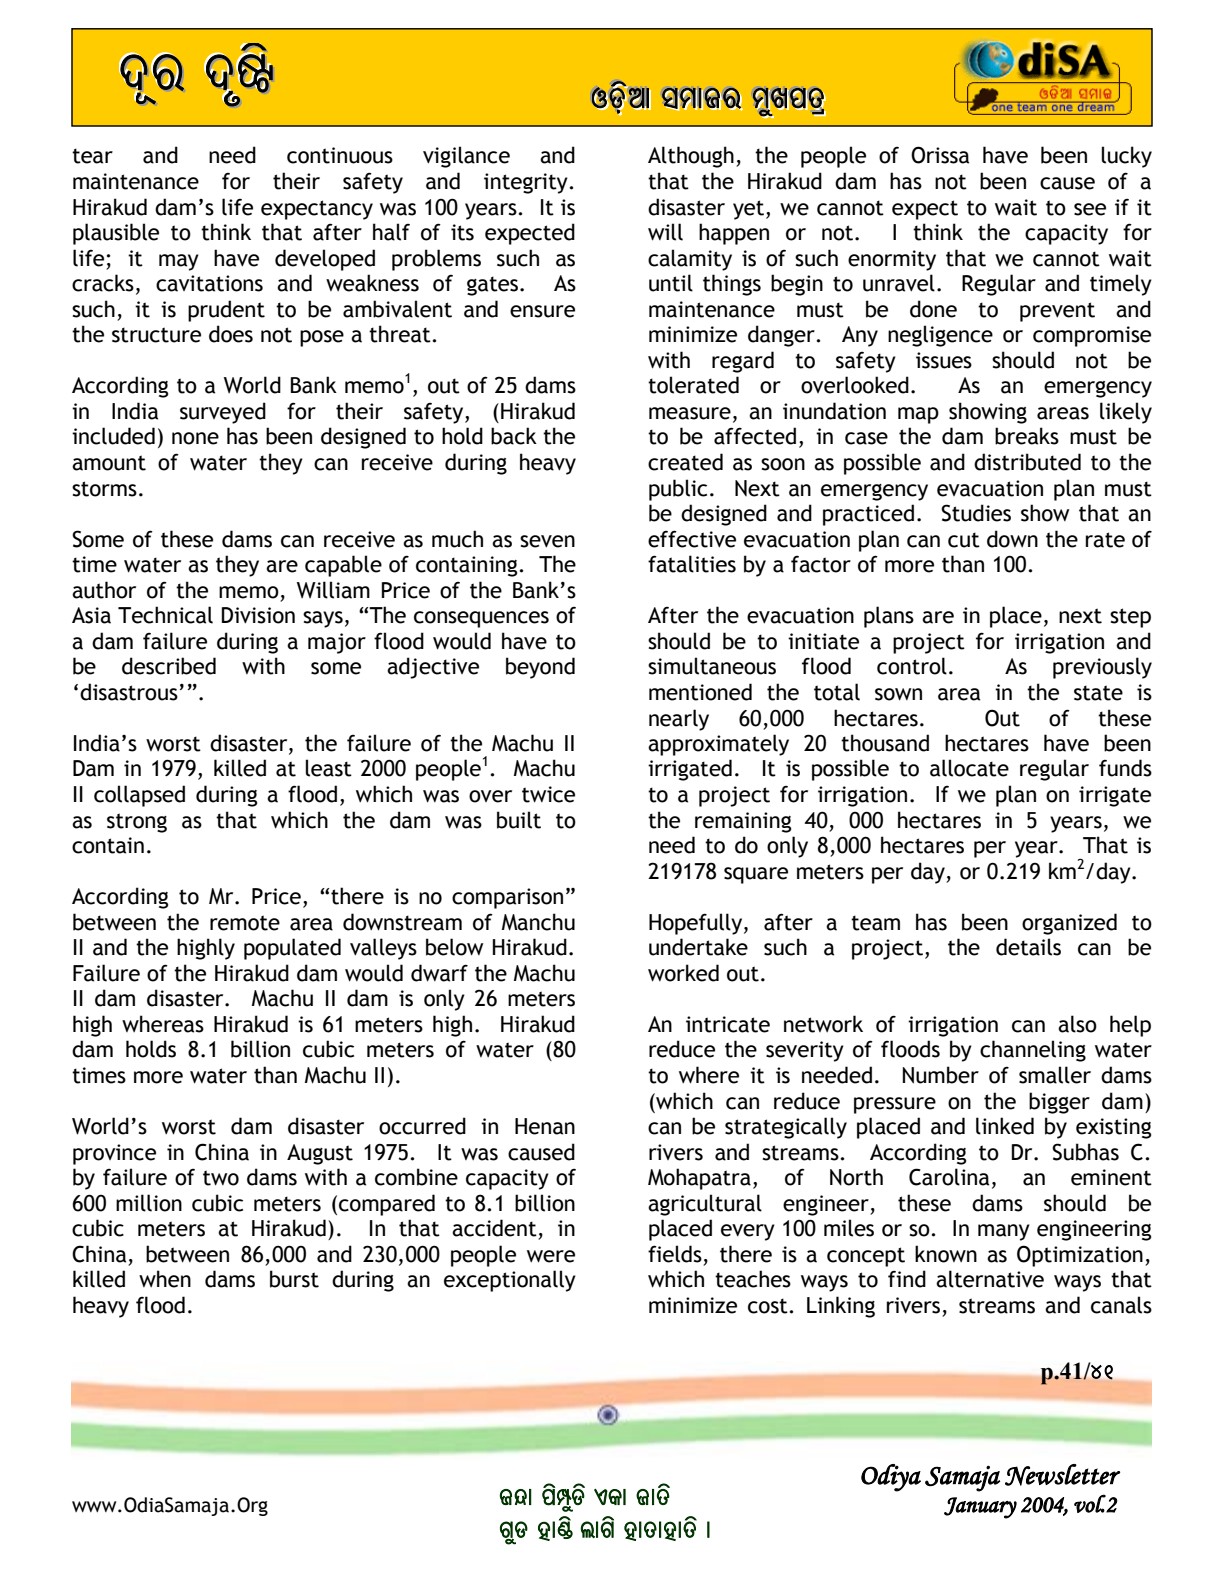 ଦୂର ଦୃଷ୍ଟି
ଓଡ଼ିଆ ସମାଜର ମୁଖପତ୍ର
OdiSA
ଓଡ଼ିଆ ସମାଜ
one team one dream
tear and need continuous vigilance and
maintenance for their safety and integrity.
Hirakud dam’s life expectancy was 100 years. It is
plausible to think that after half of its expected
life; it may have developed problems such as
cracks, cavitations and weakness of gates. As
such, it is prudent to be ambivalent and ensure
the structure does not pose a threat.
According to a World Bank memo¹, out of 25 dams
in India surveyed for their safety, (Hirakud
included) none has been designed to hold back the
amount of water they can receive during heavy
storms.
Some of these dams can receive as much as seven
time water as they are capable of containing. The
author of the memo, William Price of the Bank’s
Asia Technical Division says, “The consequences of
a dam failure during a major flood would have to
be described with some adjective beyond
‘disastrous’”.
India’s worst disaster, the failure of the Machu II
Dam in 1979, killed at least 2000 people¹. Machu
II collapsed during a flood, which was over twice
as strong as that which the dam was built to
contain.
According to Mr. Price, “there is no comparison”
between the remote area downstream of Manchu
II and the highly populated valleys below Hirakud.
Failure of the Hirakud dam would dwarf the Machu
II dam disaster. Machu II dam is only 26 meters
high whereas Hirakud is 61 meters high. Hirakud
dam holds 8.1 billion cubic meters of water (80
times more water than Machu II).
World’s worst dam disaster occurred in Henan
province in China in August 1975. It was caused
by failure of two dams with a combine capacity of
600 million cubic meters (compared to 8.1 billion
cubic meters at Hirakud). In that accident, in
China, between 86,000 and 230,000 people were
killed when dams burst during an exceptionally
heavy flood.
Although, the people of Orissa have been lucky
that the Hirakud dam has not been cause of a
disaster yet, we cannot expect to wait to see if it
will happen or not. I think the capacity for
calamity is of such enormity that we cannot wait
until things begin to unravel. Regular and timely
maintenance must be done to prevent and
minimize danger. Any negligence or compromise
with regard to safety issues should not be
tolerated or overlooked. As an emergency
measure, an inundation map showing areas likely
to be affected, in case the dam breaks must be
created as soon as possible and distributed to the
public. Next an emergency evacuation plan must
be designed and practiced. Studies show that an
effective evacuation plan can cut down the rate of
fatalities by a factor of more than 100.
After the evacuation plans are in place, next step
should be to initiate a project for irrigation and
simultaneous flood control. As previously
mentioned the total sown area in the state is
nearly 60,000 hectares. Out of these
approximately 20 thousand hectares have been
irrigated. It is possible to allocate regular funds
to a project for irrigation. If we plan on irrigate
the remaining 40, 000 hectares in 5 years, we
need to do only 8,000 hectares per year. That is
219178 square meters per day, or 0.219 km²/day.
Hopefully, after a team has been organized to
undertake such a project, the details can be
worked out.
An intricate network of irrigation can also help
reduce the severity of floods by channeling water
to where it is needed. Number of smaller dams
(which can reduce pressure on the bigger dam)
can be strategically placed and linked by existing
rivers and streams. According to Dr. Subhas C.
Mohapatra, of North Carolina, an eminent
agricultural engineer, these dams should be
placed every 100 miles or so. In many engineering
fields, there is a concept known as Optimization,
which teaches ways to find alternative ways that
minimize cost. Linking rivers, streams and canals
p.41/୪୧
Odiya Samaja Newsletter
January 2004, vol.2
www.OdiaSamaja.Org
ଜନ୍ଦା ପିମ୍ପୁଡି ଏକା ଜାତି
ଗୁଡ ହାଣ୍ଡି ଲାଗି ହାତାହାତି ।